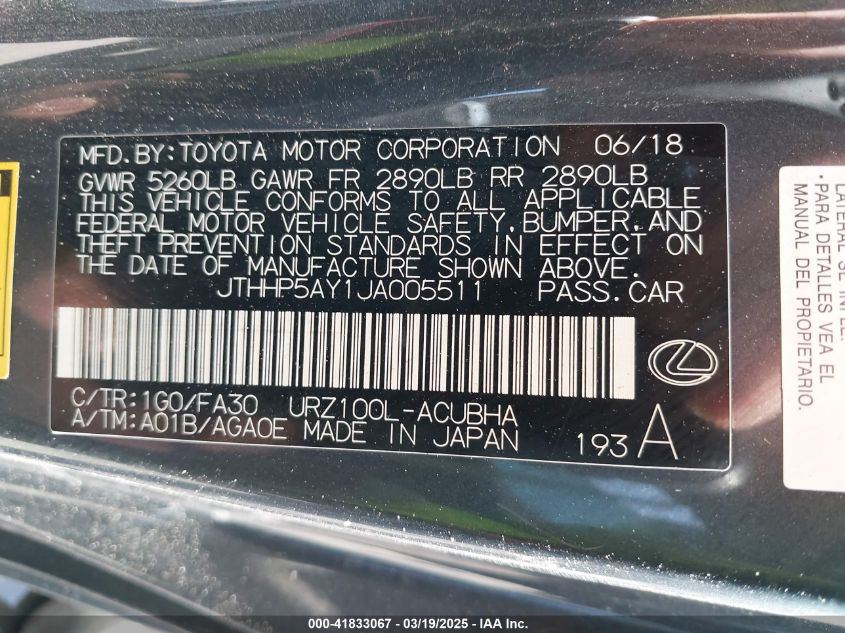 MFD.BY:TOYOTA MOTOR CORPORATION 06/18
GVWR 5260LB GAWR FR 2890LB RR 2890LB
THIS VEHICLE CONFORMS TO ALL APPLICABLE
FEDERAL MOTOR VEHICLE SAFETY,BUMPER,AND
THEFT PREVENTION STANDARDS IN EFFECT ON
THE DATE OF MANUFACTURE SHOWN ABOVE.
JTHHP5AY1JA005511 PASS.CAR
C/TR:1G0/FA30 URZ100L-ACUBHA
A/TM:A01B/AGA0E MADE IN JAPAN
193 A
LATERAL SE INFLE.
•PARA DETALLES VEA EL
MANUAL DEL PROPIETARIO.
000-41833067 - 03/19/2025 - IAA Inc.